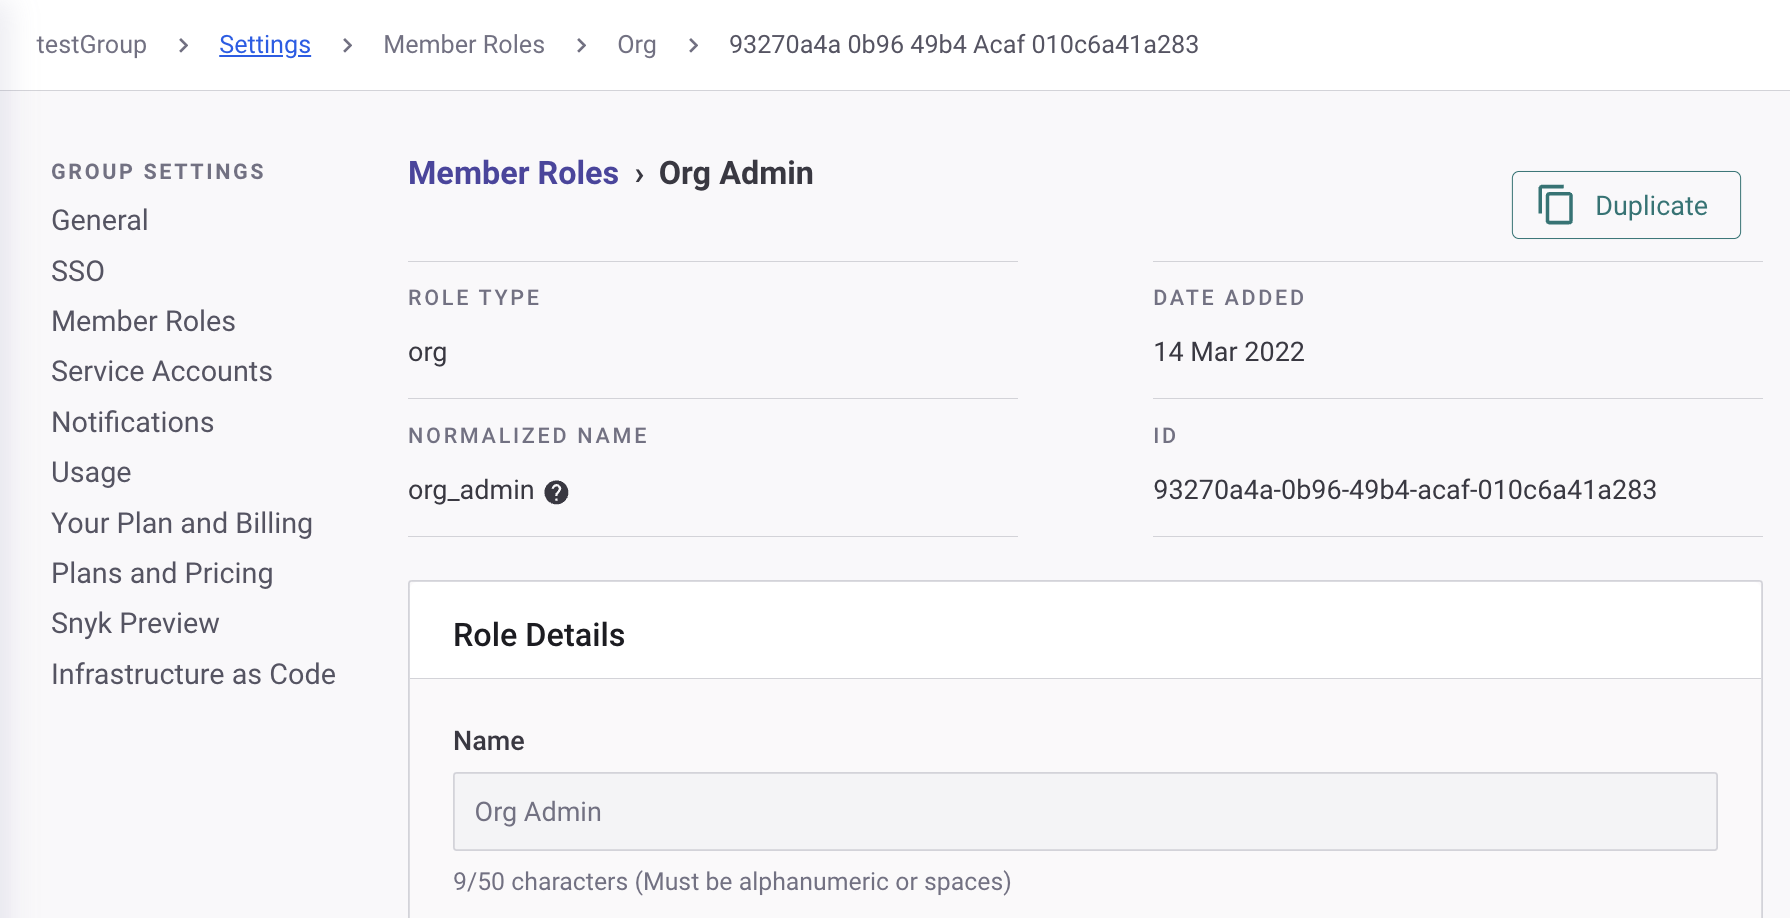 testGroup > Settings > Member Roles > Org > 93270a4a 0b96 49b4 Acaf 010c6a41a283
GROUP SETTINGS
General
SSO
Member Roles
Service Accounts
Notifications
Usage
Your Plan and Billing
Plans and Pricing
Snyk Preview
Infrastructure as Code
Member Roles › Org Admin
Duplicate
ROLE TYPE
org
DATE ADDED
14 Mar 2022
NORMALIZED NAME
org_admin ?
ID
93270a4a-0b96-49b4-acaf-010c6a41a283
Role Details
Name
Org Admin
9/50 characters (Must be alphanumeric or spaces)